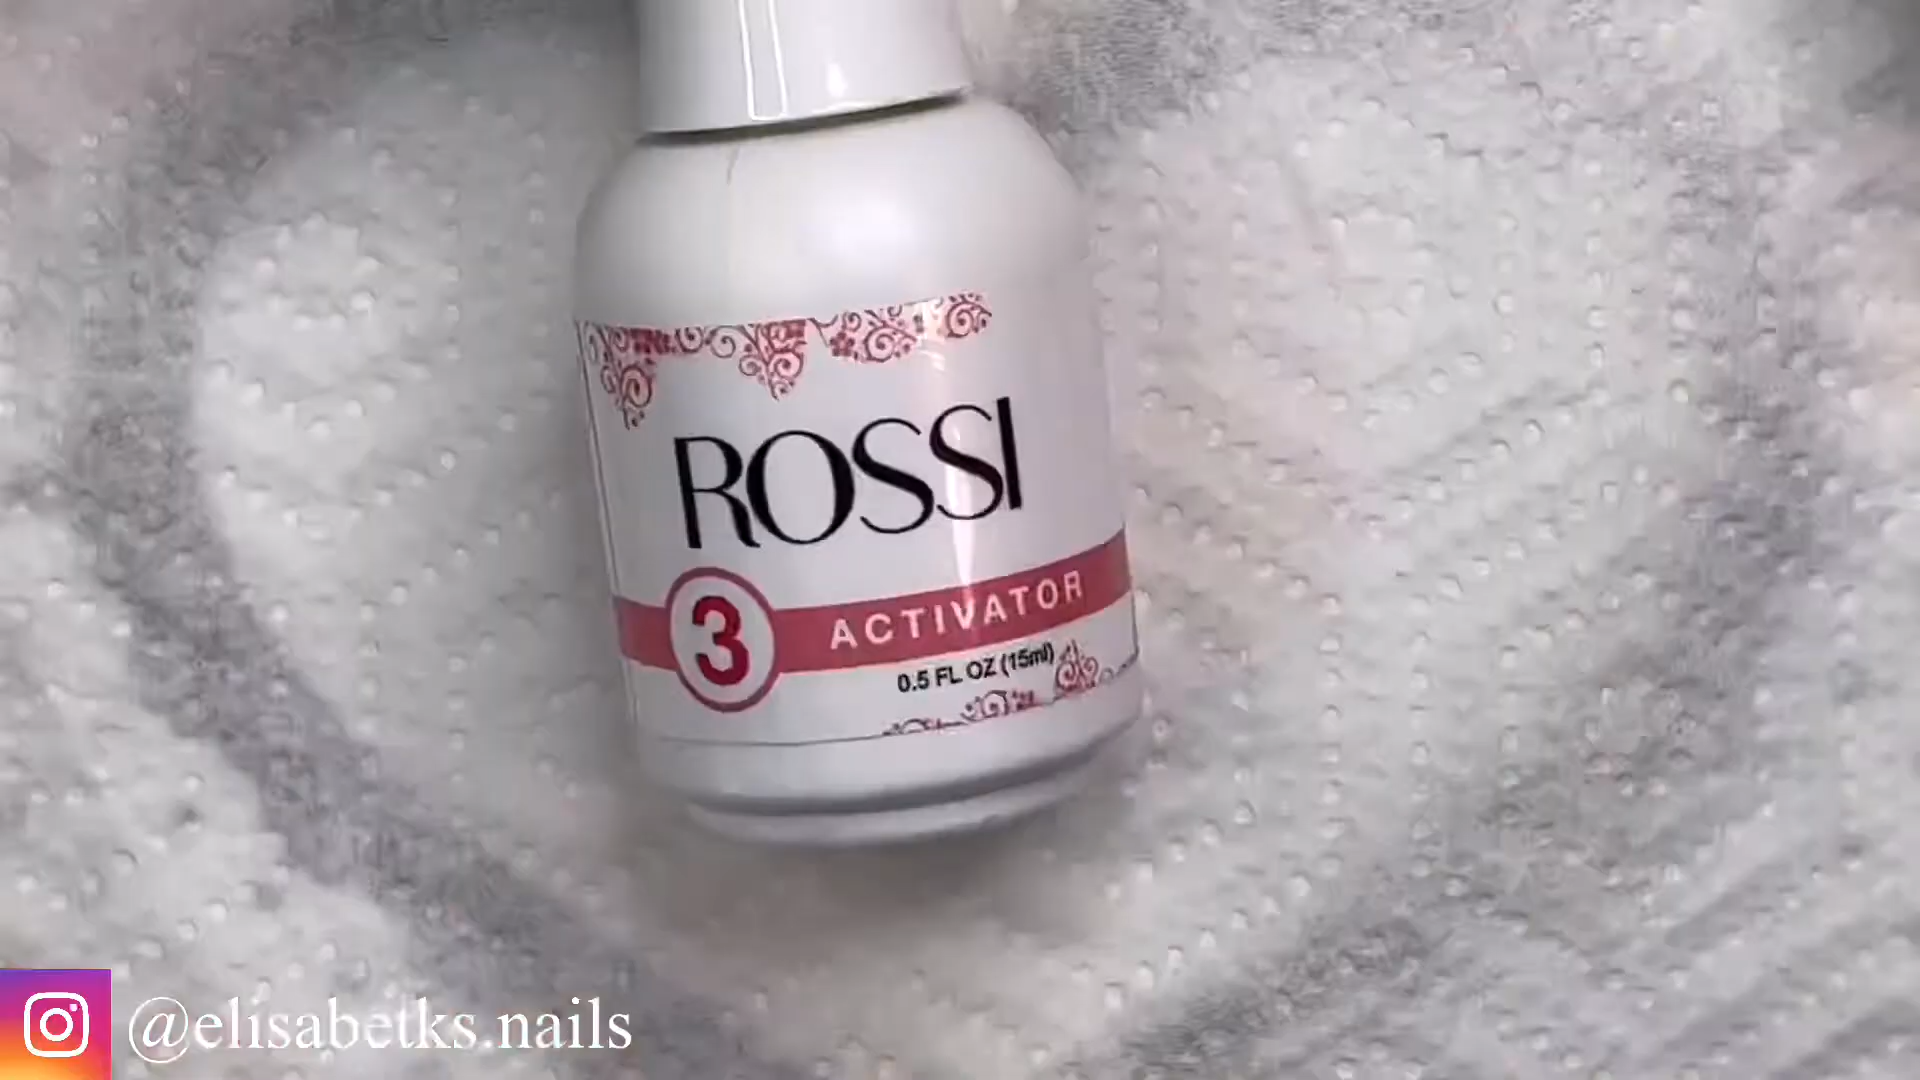 ROSSI
3 ACTIVATOR
0.5 FL OZ (15ml)
@elisabetks.nails